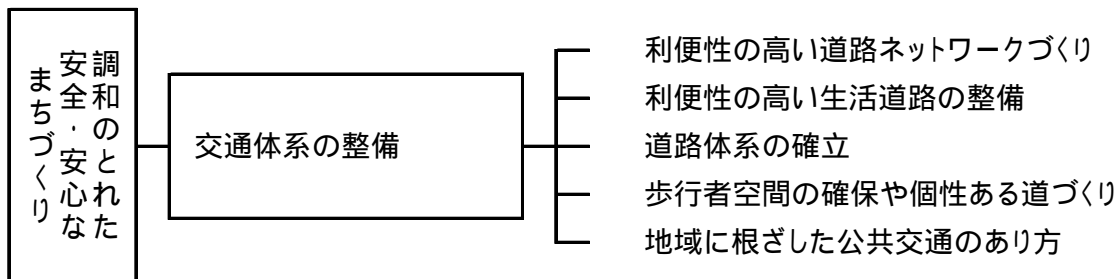 調和のとれた
安全・安心な
まちづくり
交通体系の整備
利便性の高い道路ネットワークづくり
利便性の高い生活道路の整備
道路体系の確立
歩行者空間の確保や個性ある道づくり
地域に根ざした公共交通のあり方